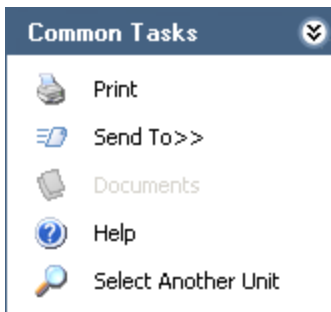 Common Tasks
Print
Send To>>
Documents
Help
Select Another Unit